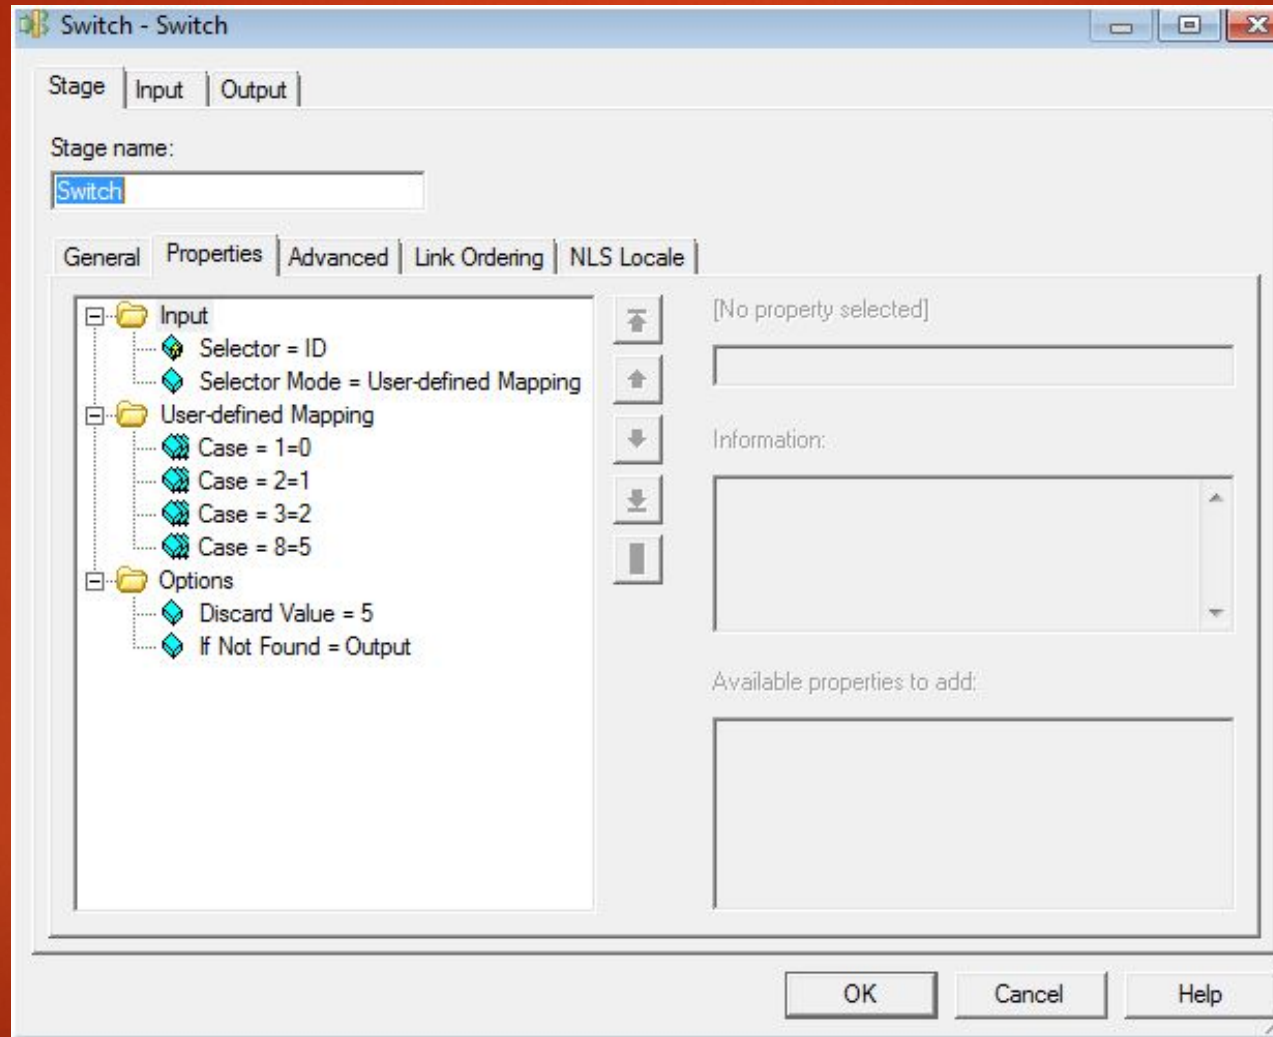 Switch - Switch
Stage Input Output
Stage name:
Switch
General Properties Advanced Link Ordering NLS Locale
Input
Selector = ID
Selector Mode = User-defined Mapping
User-defined Mapping
Case = 1=0
Case = 2=1
Case = 3=2
Case = 8=5
Options
Discard Value = 5
If Not Found = Output
[No property selected]
Information:
Available properties to add:
OK Cancel Help